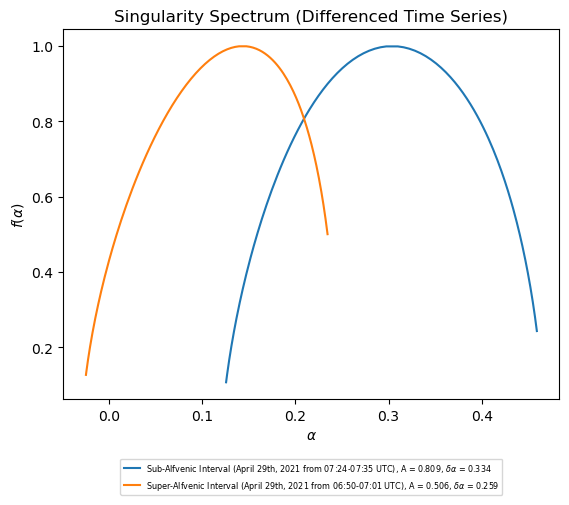 Singularity Spectrum (Differenced Time Series)
1.0
0.8
0.6
0.4
0.2
f(α)
0.0 0.1 0.2 0.3 0.4
α
Sub-Alfvenic Interval (April 29th, 2021 from 07:24-07:35 UTC), A = 0.809, δα = 0.334
Super-Alfvenic Interval (April 29th, 2021 from 06:50-07:01 UTC), A = 0.506, δα = 0.259